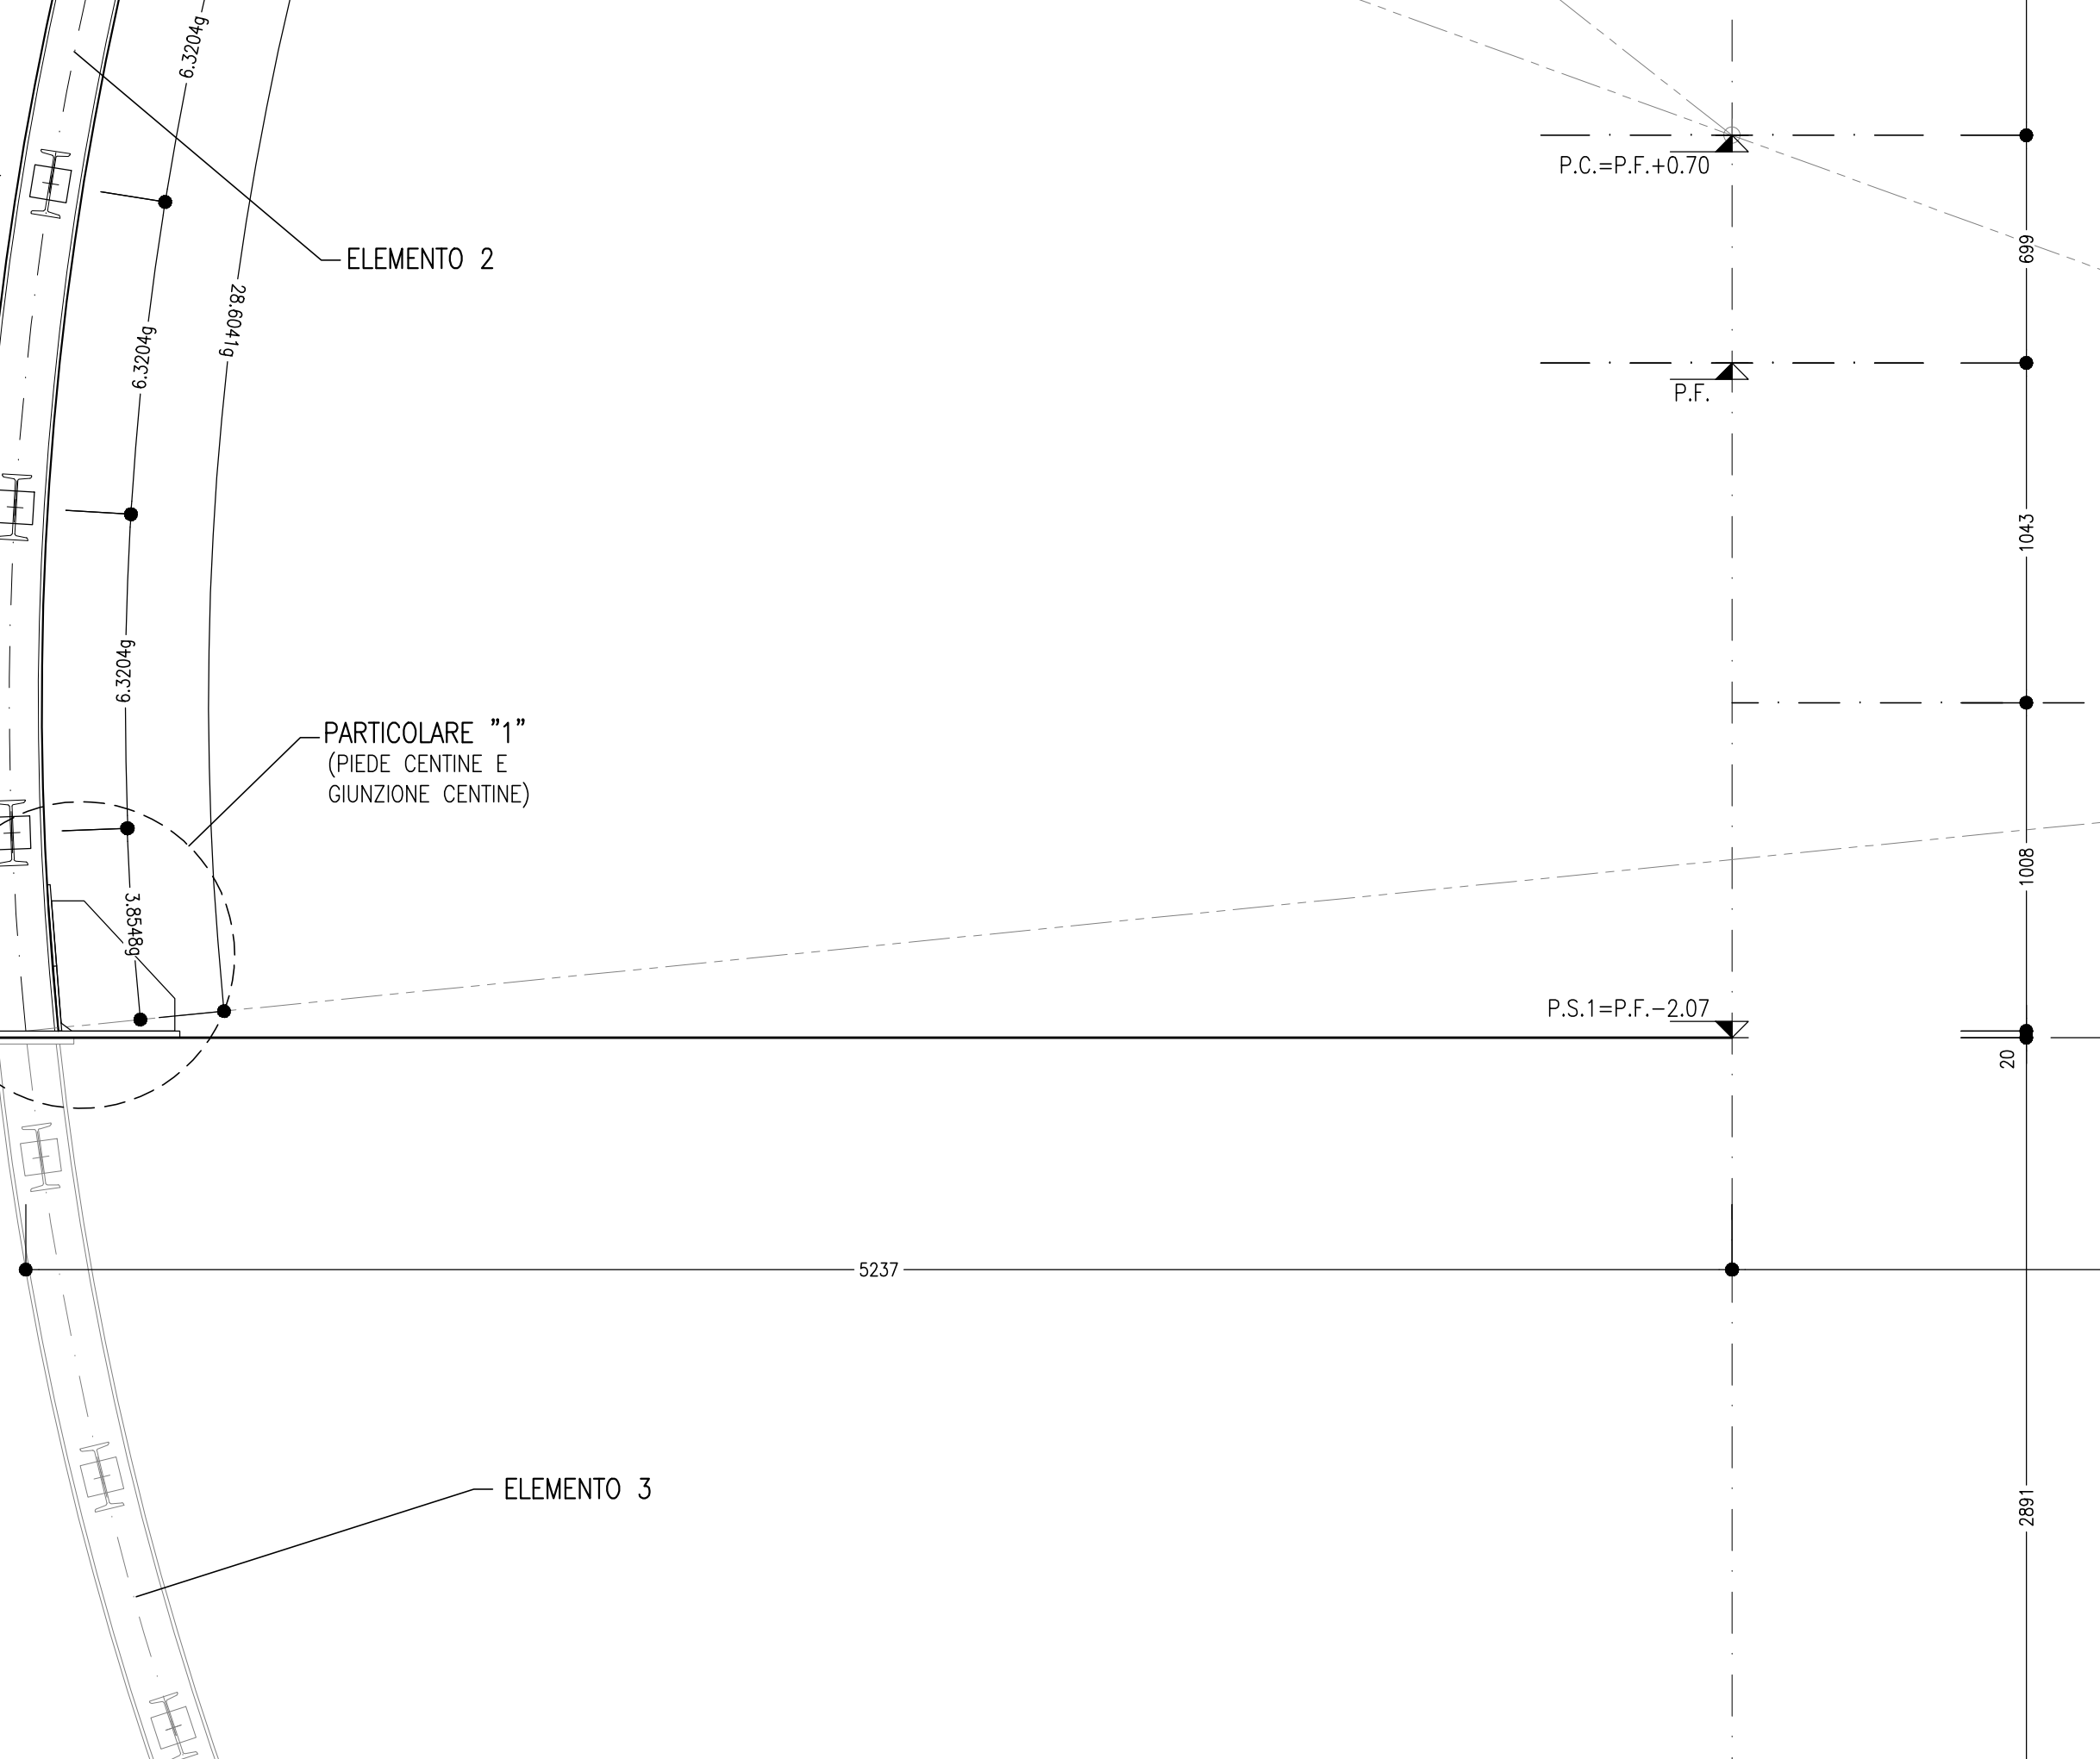 6.3204g
P.C.=P.F.+0.70
699
ELEMENTO 2
28.6041g
6.3204g
P.F.
1043
6.3204g
PARTICOLARE "1"
(PIEDE CENTINE E
GIUNZIONE CENTINE)
1008
3.8548g
P.S.1=P.F.-2.07
20
5237
ELEMENTO 3
2891